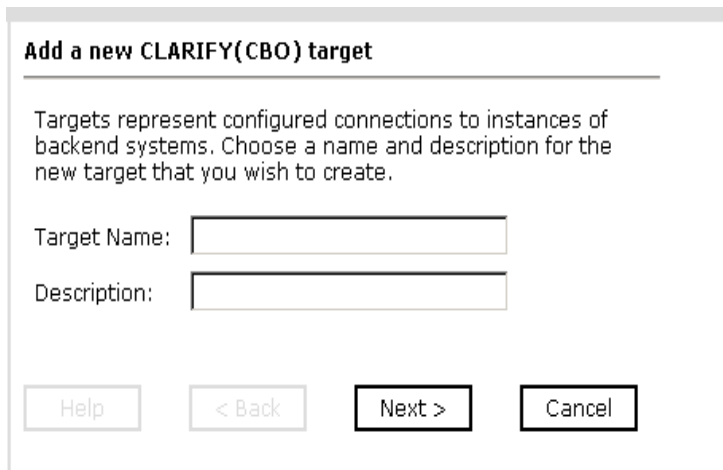 Add a new CLARIFY(CBO) target
Targets represent configured connections to instances of
backend systems. Choose a name and description for the
new target that you wish to create.
Target Name:
Description:
Help < Back Next > Cancel